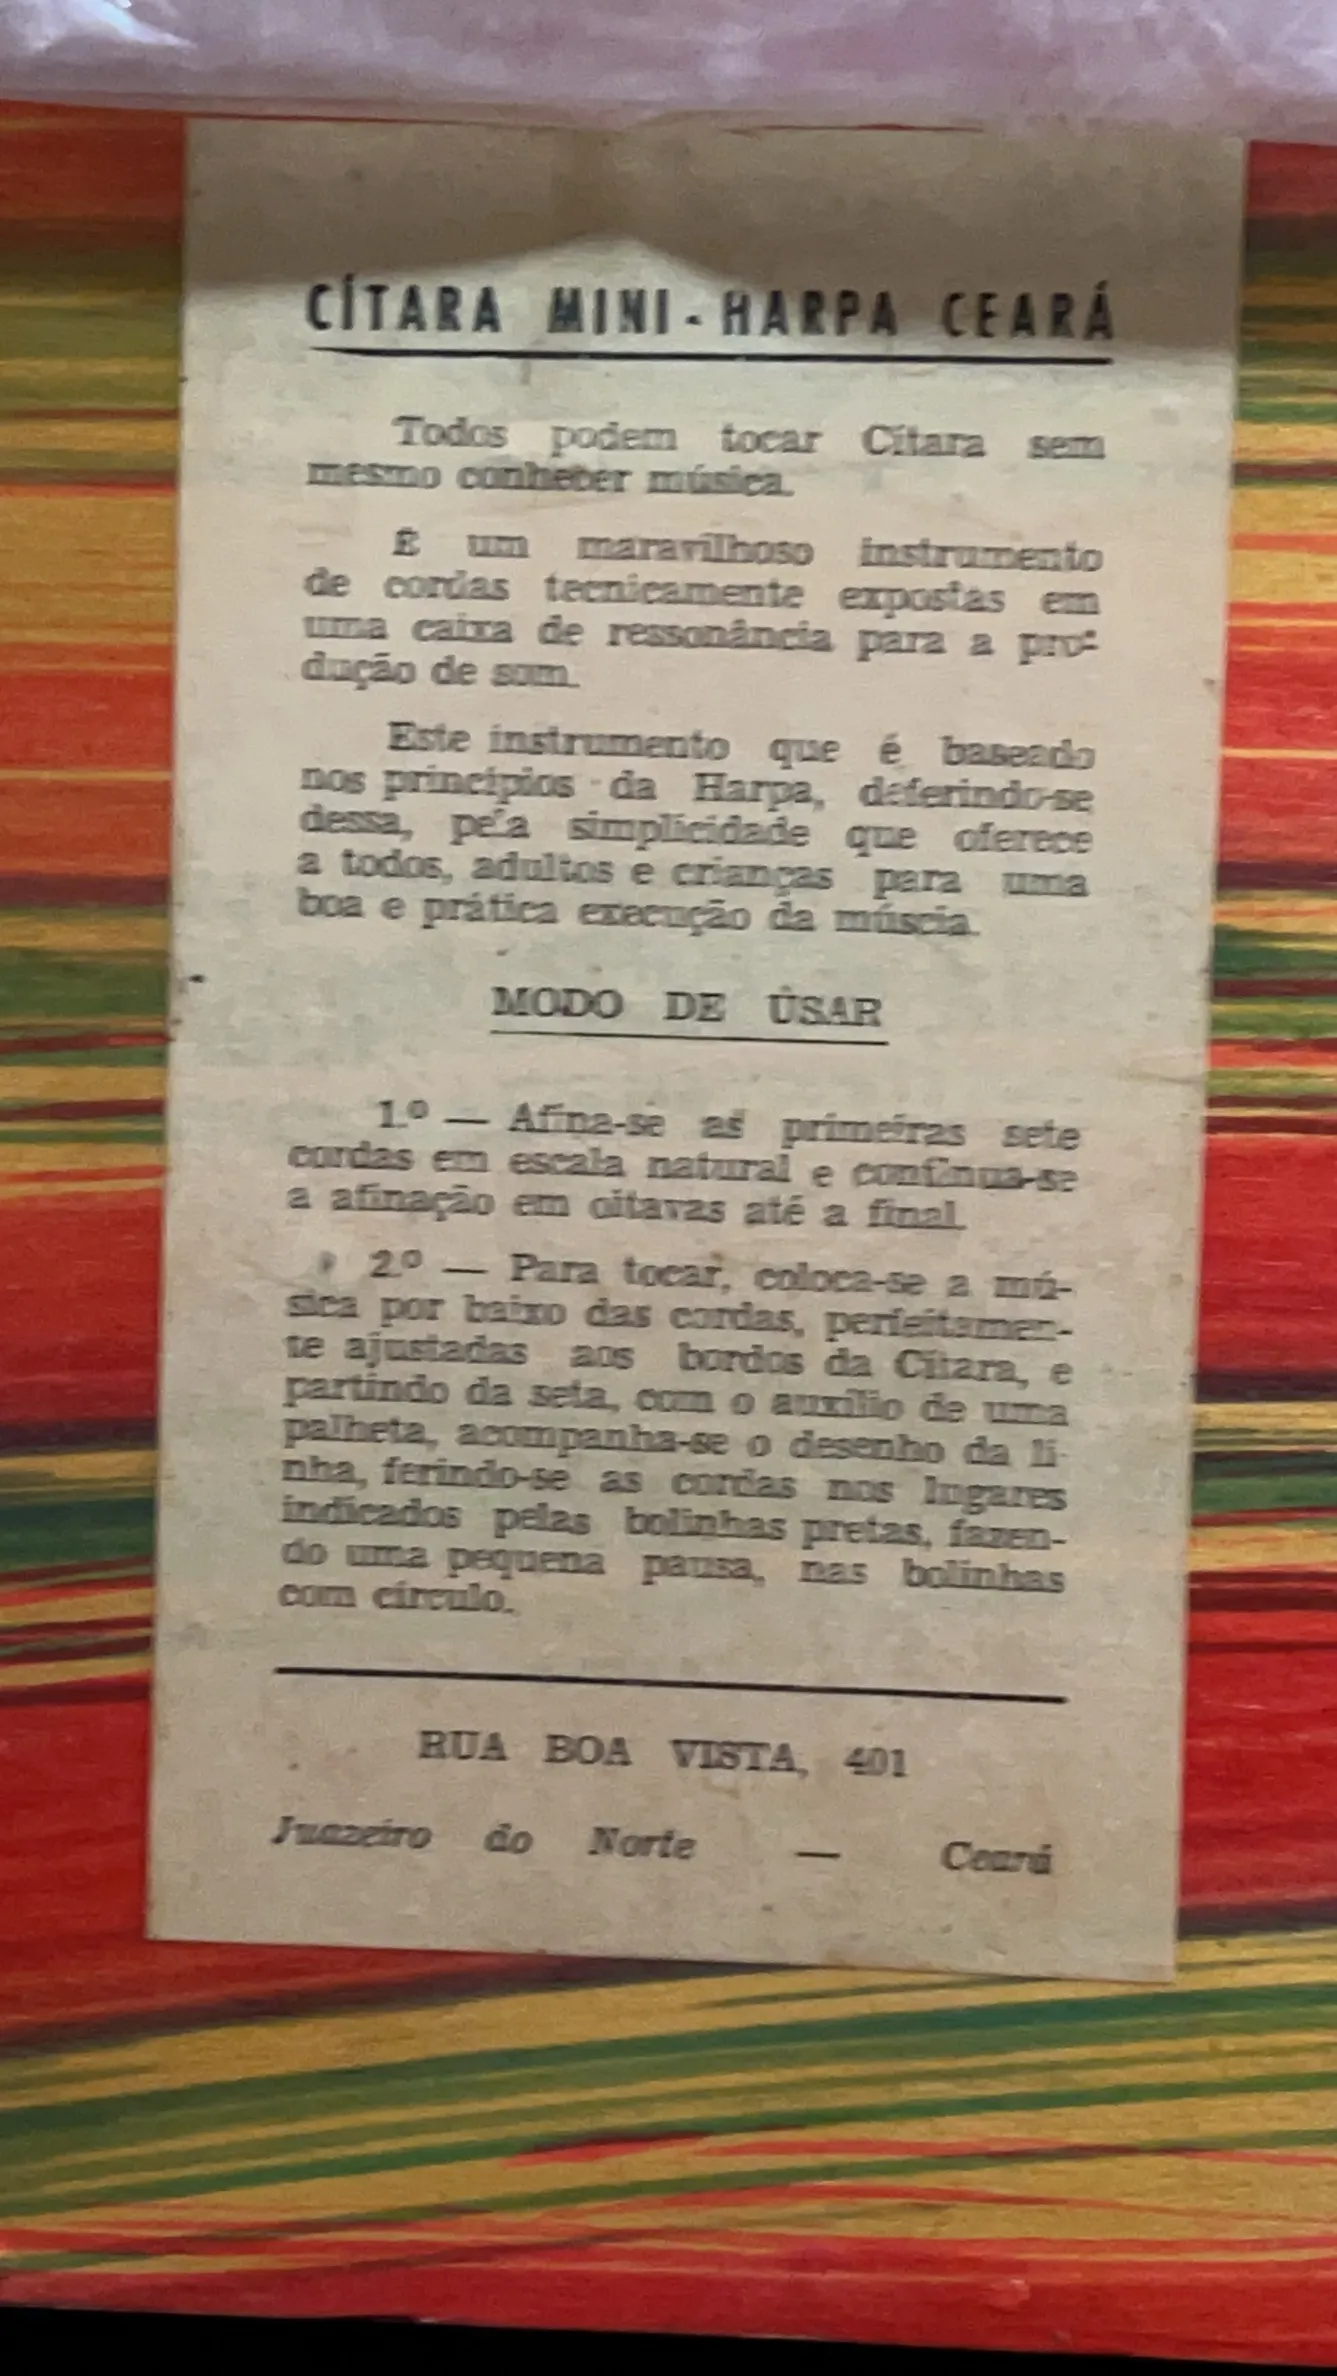 CÍTARA MINI - HARPA CEARÁ
Todos podem tocar Cítara sem
mesmo conhecer música.
É um maravilhoso instrumento
de cordas tecnicamente expostas em
uma caixa de ressonância para a pro-
dução de som.
Este instrumento que é baseado
nos princípios da Harpa, deferindo-se
dessa, pela simplicidade que oferece
a todos, adultos e crianças para uma
boa e prática execução da múscia.
MODO DE ÚSAR
1.º — Afina-se as primeiras sete
cordas em escala natural e continua-se
a afinação em oitavas até a final.
2.º — Para tocar, coloca-se a mú-
sica por baixo das cordas, perfeitamen-
te ajustadas aos bordos da Cítara, e
partindo da seta, com o auxílio de uma
palheta, acompanha-se o desenho da li-
nha, ferindo-se as cordas nos lugares
indicados pelas bolinhas pretas, fazen-
do uma pequena pausa, nas bolinhas
com círculo.
RUA BOA VISTA, 401
Juazeiro do Norte — Ceará